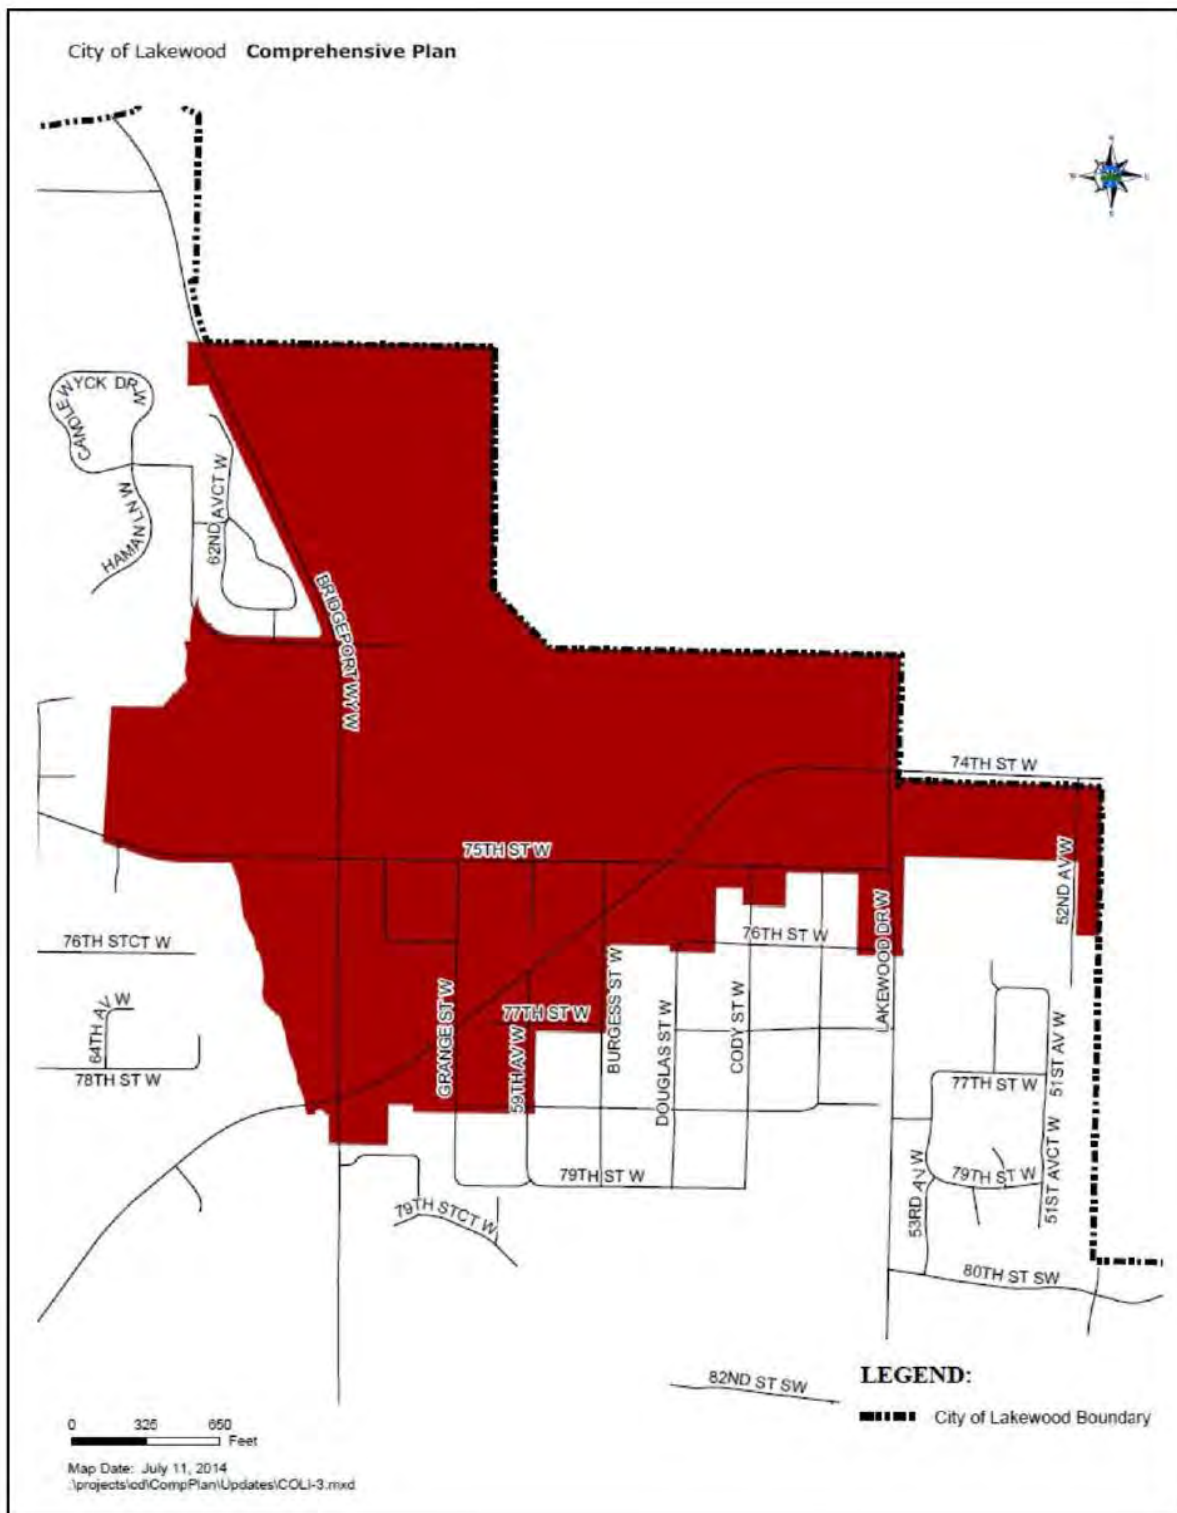 City of Lakewood Comprehensive Plan
N
W
E
S
CANDLEWYCK DR W
HAMAN LN W
62ND AVCT W
BRIDGEPORT WY W
74TH ST W
75TH ST W
52ND AV W
76TH STCT W
76TH ST W
64TH AV W
78TH ST W
GRANGE ST W
77TH ST W
59TH AV W
BURGESS ST W
DOUGLAS ST W
CODY ST W
LAKEWOOD DR W
77TH ST W
51ST AV W
79TH ST W
79TH STCT W
53RD AV W
79TH ST W
51ST AVCT W
80TH ST SW
82ND ST SW
LEGEND:
City of Lakewood Boundary
0 325 650
Feet
Map Date: July 11, 2014
.\projects\cd\CompPlan\Updates\COLI-3.mxd